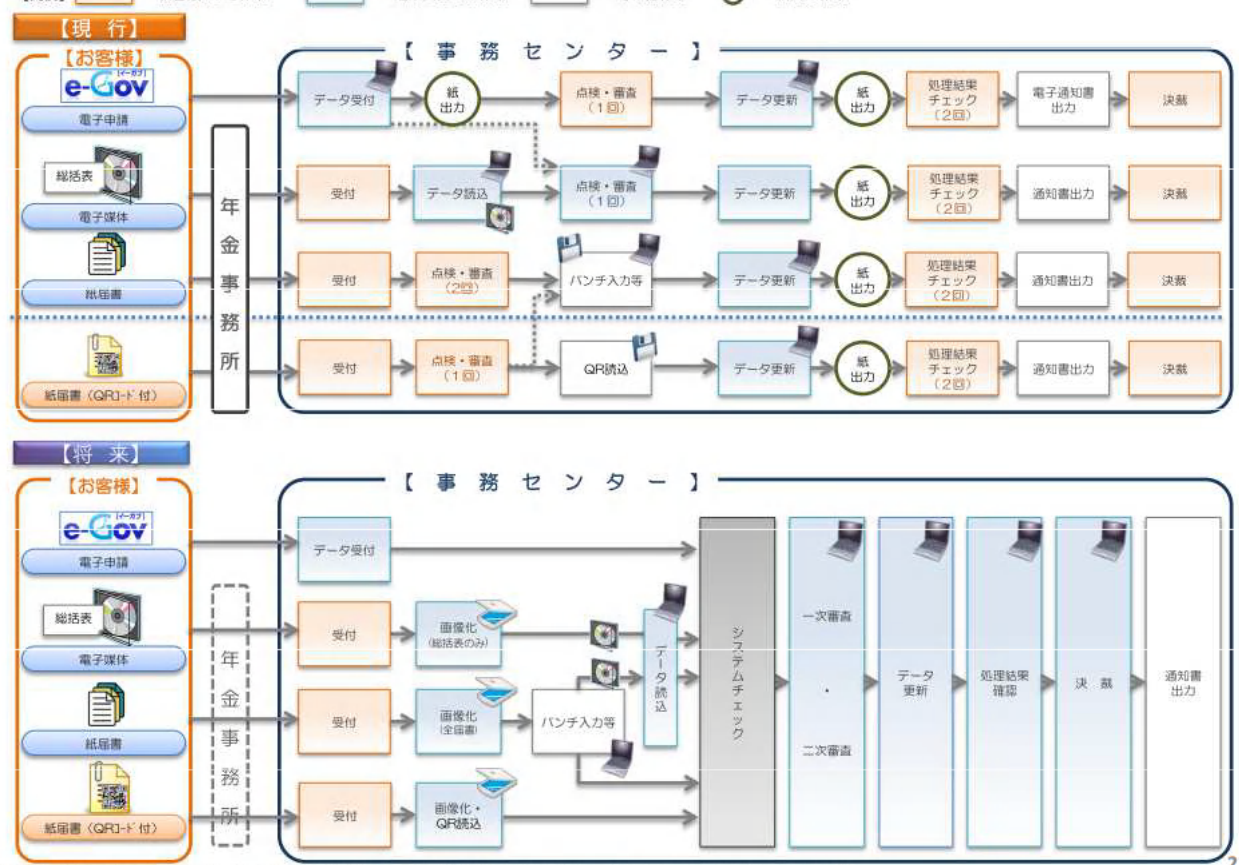 【現 行】
【お客様】
【 事 務 セ ン タ ー 】
e-Gov
[イーガブ]
電子申請
データ受付
紙
出力
点検・審査
(1回)
データ更新
紙
出力
処理結果
チェック
(2回)
電子通知書
出力
決裁
総括表
電子媒体
受付
データ読込
点検・審査
(1回)
データ更新
紙
出力
処理結果
チェック
(2回)
通知書出力
決裁
年金事務所
紙届書
受付
点検・審査
(2回)
パンチ入力等
データ更新
紙
出力
処理結果
チェック
(2回)
通知書出力
決裁
紙届書(QRコード付)
受付
点検・審査
(1回)
QR読込
データ更新
紙
出力
処理結果
チェック
(2回)
通知書出力
決裁
【将 来】
【お客様】
【 事 務 セ ン タ ー 】
e-Gov
[イーガブ]
電子申請
データ受付
総括表
電子媒体
受付
画像化
(総括表のみ)
年金事務所
紙届書
受付
画像化
(全届書)
パンチ入力等
データ読込
紙届書(QRコード付)
受付
画像化・
QR読込
システムチェック
一次審査
・
二次審査
データ
更新
処理結果
確認
決 裁
通知書
出力
2